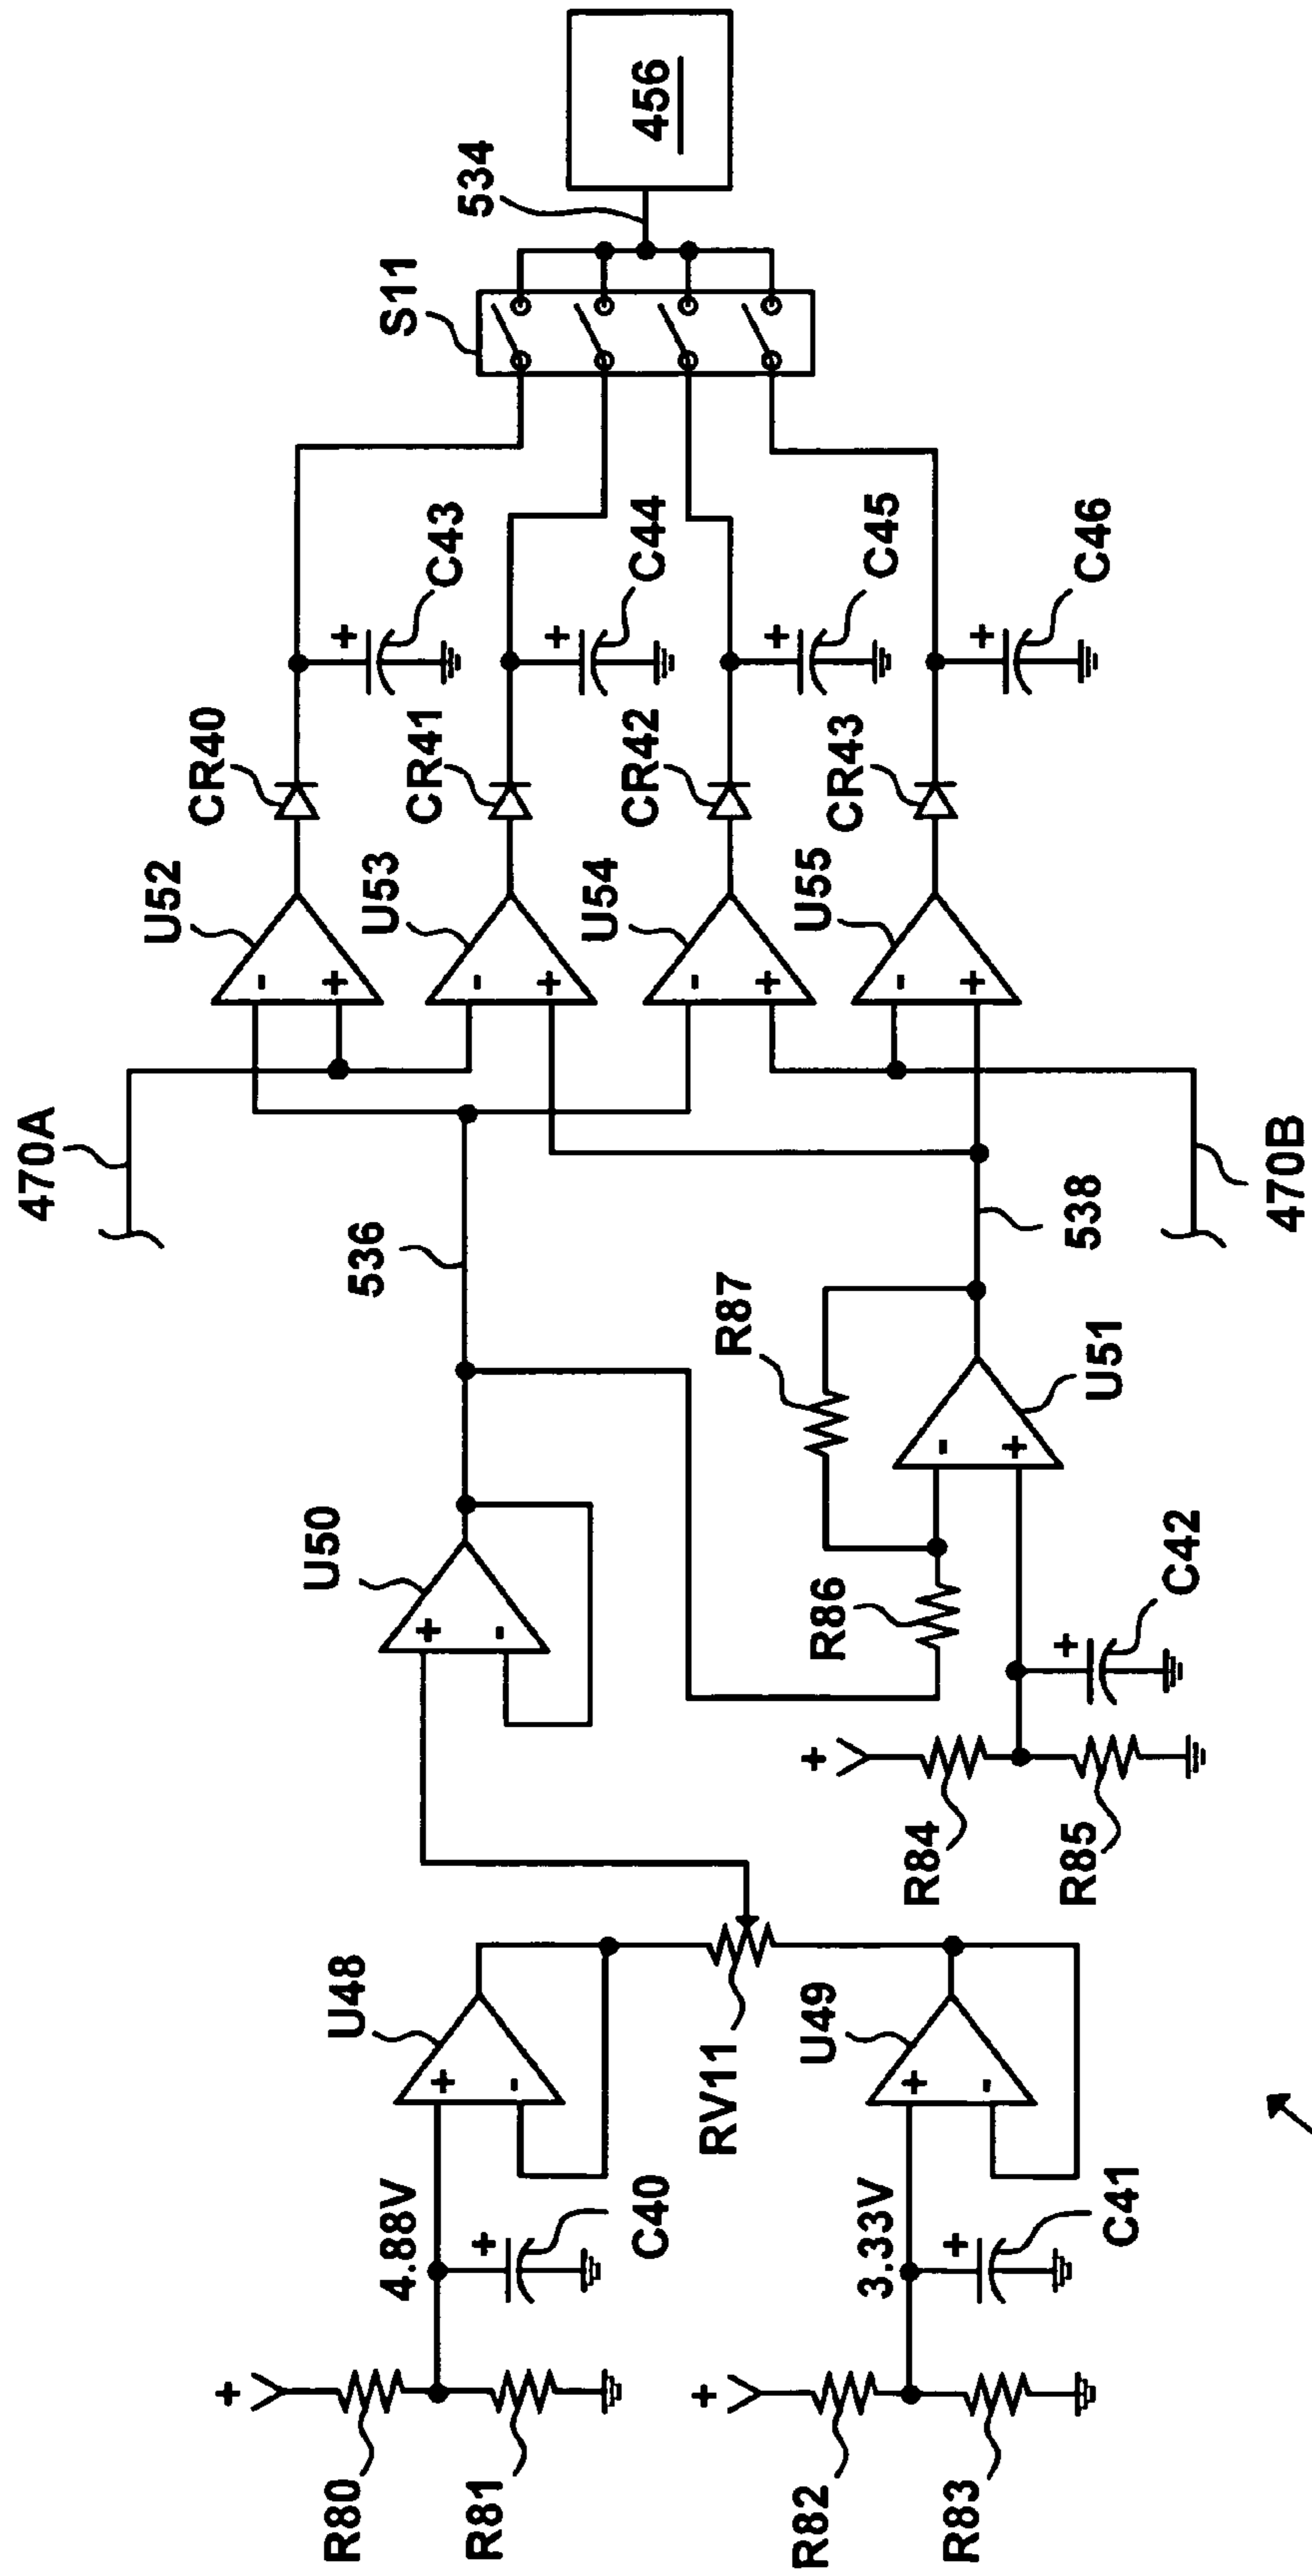 470A
U52
CR40
C43
S11
534
456
536
U53
CR41
C44
U54
CR42
C45
U55
CR43
C46
470B
538
R87
U51
U50
R86
C42
R84
R85
U48
4.88V
C40
R80
R81
RV11
U49
3.33V
C41
R82
R83